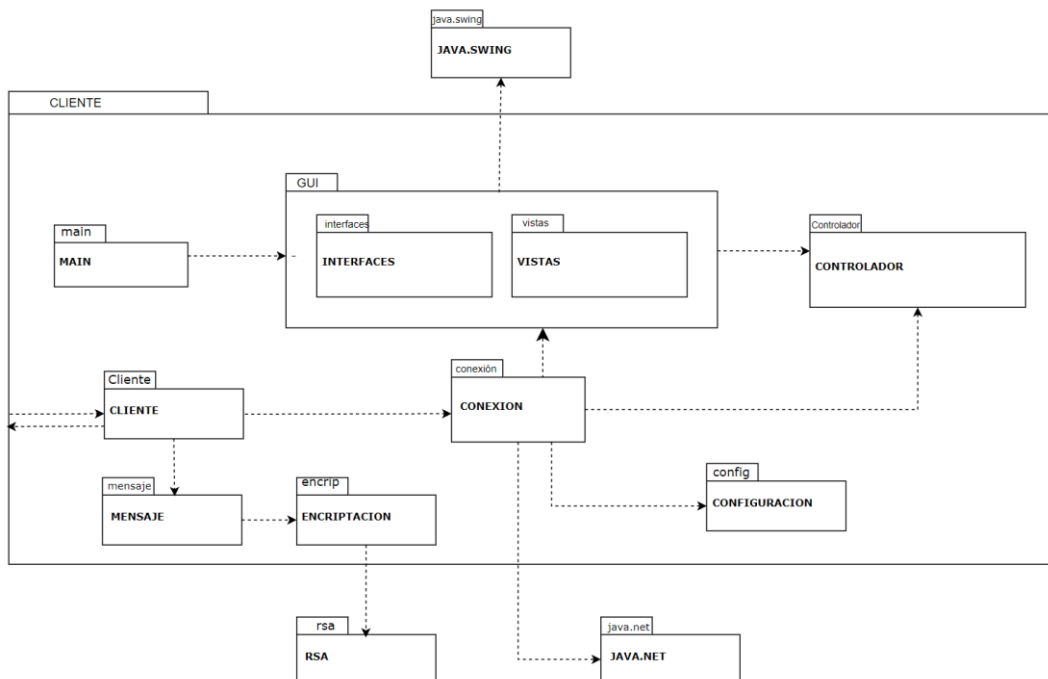 java.swing
JAVA.SWING
CLIENTE
GUI
interfaces
INTERFACES
vistas
VISTAS
main
MAIN
Controlador
CONTROLADOR
Cliente
CLIENTE
conexión
CONEXION
mensaje
MENSAJE
encrip
ENCRIPTACION
config
CONFIGURACION
rsa
RSA
java.net
JAVA.NET